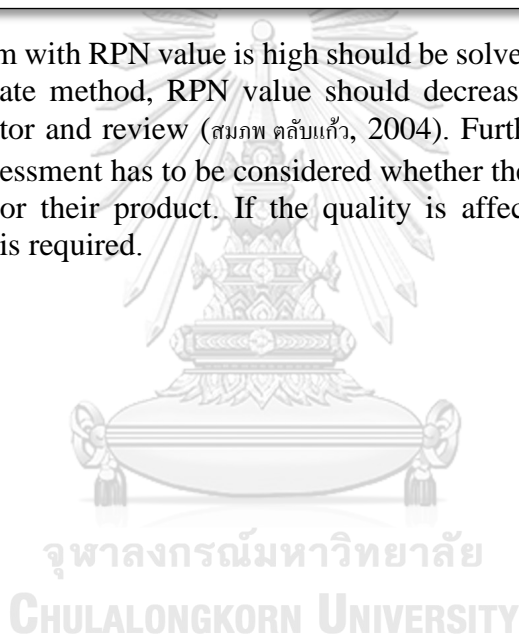 m with RPN value is high should be solve
ate method, RPN value should decreas
tor and review (สมภพ ตลับแก้ว, 2004). Furth
essment has to be considered whether the
or their product. If the quality is affec
is required.
จุฬาลงกรณ์มหาวิทยาลัย
CHULALONGKORN UNIVERSITY